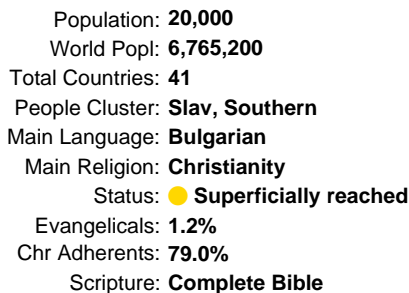 Population: 20,000
World Popl: 6,765,200
Total Countries: 41
People Cluster: Slav, Southern
Main Language: Bulgarian
Main Religion: Christianity
Status: Superficially reached
Evangelicals: 1.2%
Chr Adherents: 79.0%
Scripture: Complete Bible